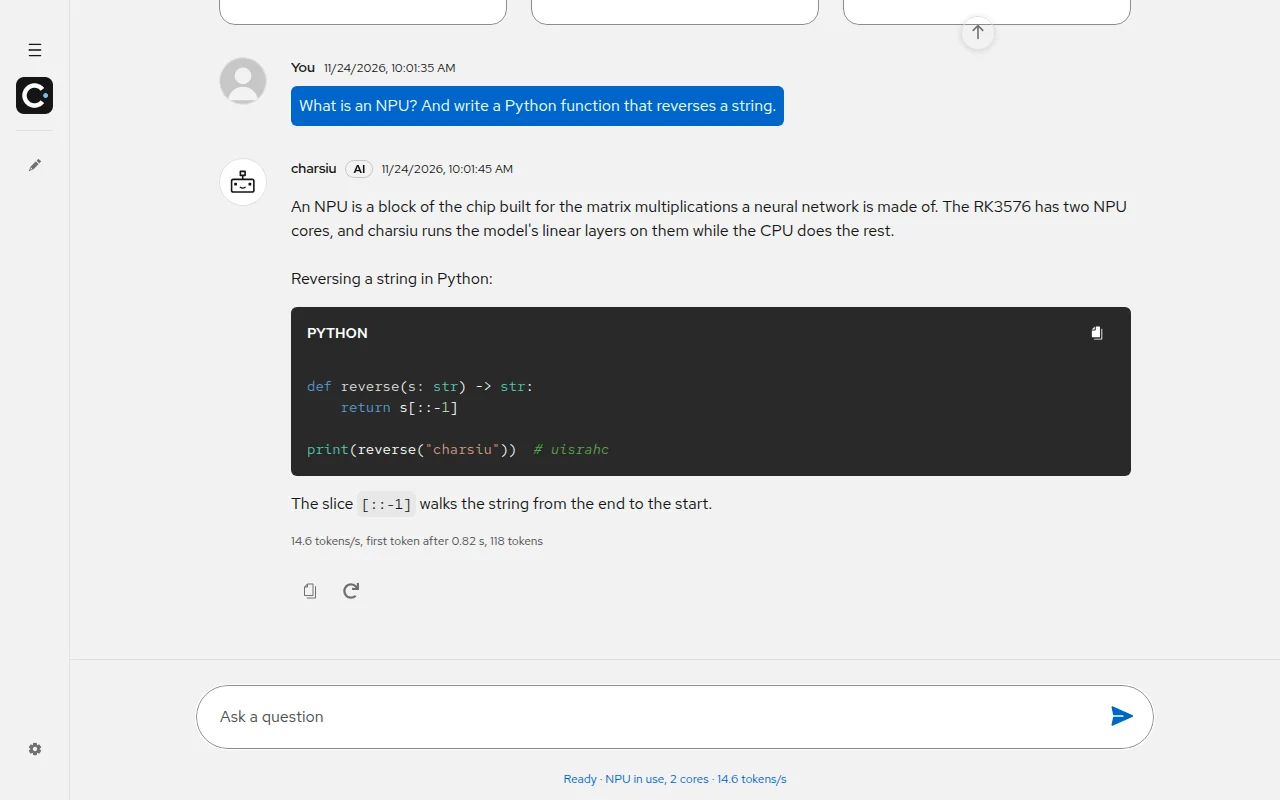 You 11/24/2026, 10:01:35 AM
What is an NPU? And write a Python function that reverses a string.
charsiu AI 11/24/2026, 10:01:45 AM
An NPU is a block of the chip built for the matrix multiplications a neural network is made of. The RK3576 has two NPU
cores, and charsiu runs the model's linear layers on them while the CPU does the rest.
Reversing a string in Python:
PYTHON
def reverse(s: str) -> str:
    return s[::-1]
print(reverse("charsiu"))  # uisrahc
The slice [::-1] walks the string from the end to the start.
14.6 tokens/s, first token after 0.82 s, 118 tokens
Ask a question
Ready · NPU in use, 2 cores · 14.6 tokens/s